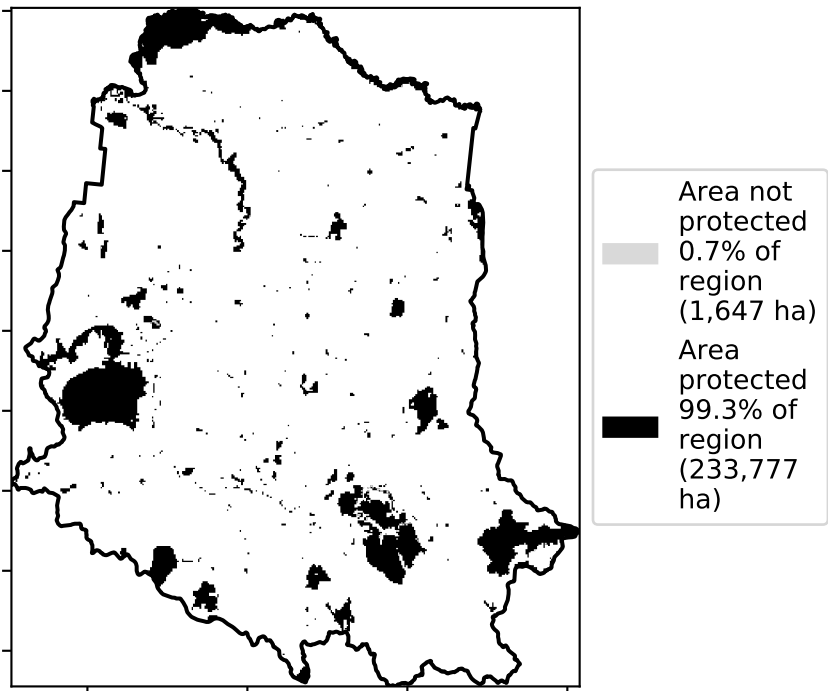 Area not
protected
0.7% of
region
(1,647 ha)
Area
protected
99.3% of
region
(233,777
ha)